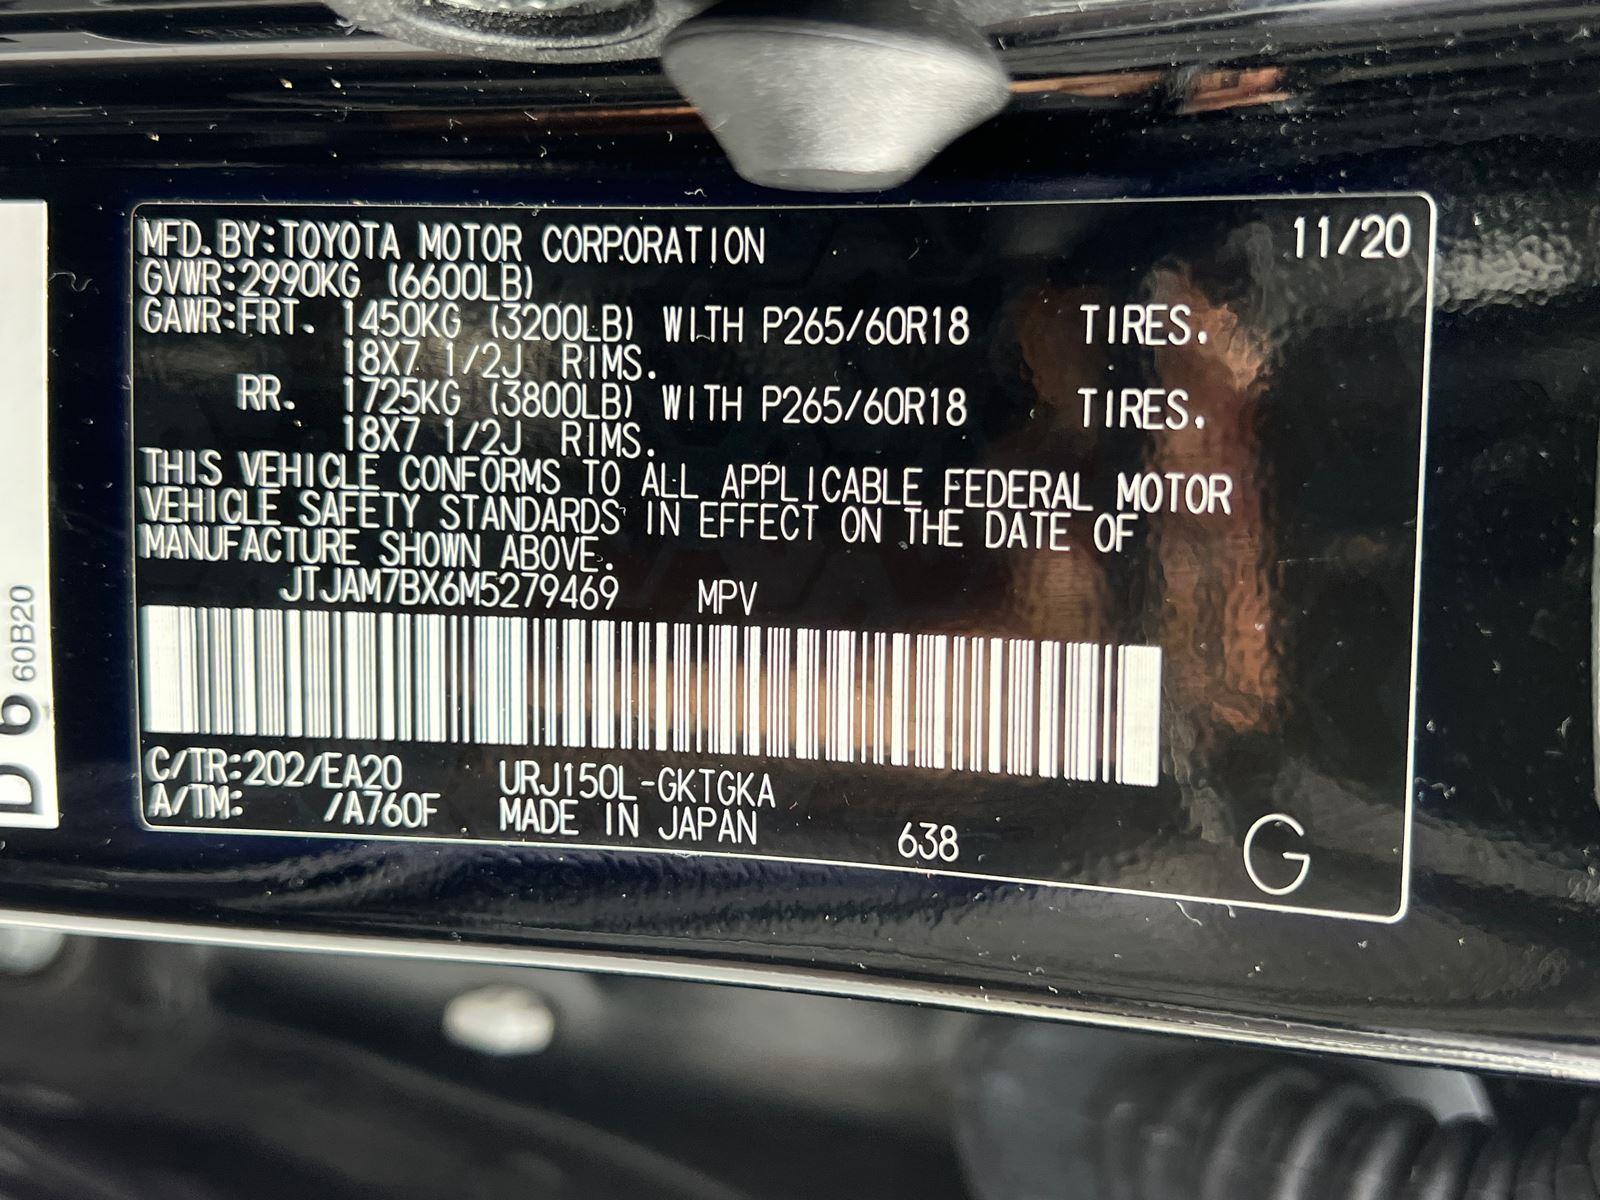 MFD. BY:TOYOTA MOTOR CORPORATION 11/20
GVWR:2990KG (6600LB)
GAWR:FRT. 1450KG (3200LB) WITH P265/60R18 TIRES.
18X7 1/2J RIMS.
RR. 1725KG (3800LB) WITH P265/60R18 TIRES.
18X7 1/2J RIMS.
THIS VEHICLE CONFORMS TO ALL APPLICABLE FEDERAL MOTOR
VEHICLE SAFETY STANDARDS IN EFFECT ON THE DATE OF
MANUFACTURE SHOWN ABOVE.
JTJAM7BX6M5279469 MPV
C/TR:202/EA20 URJ150L-GKTGKA
A/TM: /A760F MADE IN JAPAN 638 G
D6
60B20